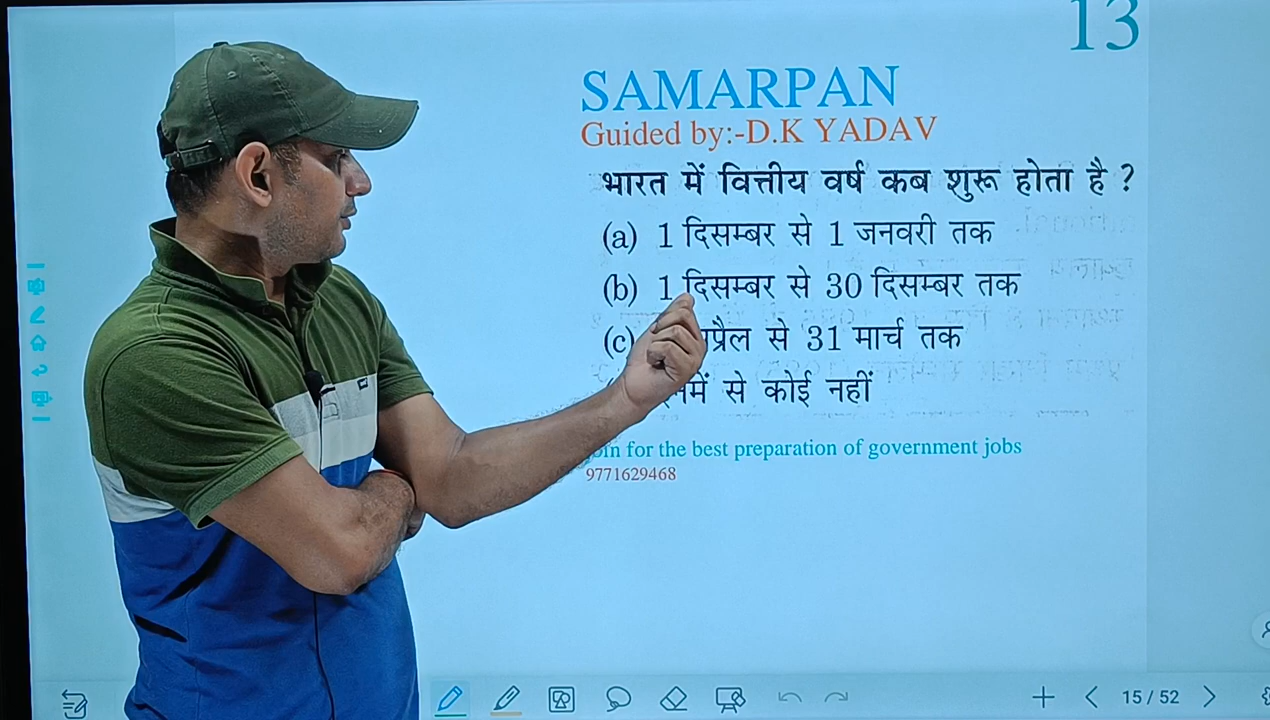 13
SAMARPAN
Guided by:-D.K YADAV
भारत में वित्तीय वर्ष कब शुरू होता है ?
(a) 1 दिसम्बर से 1 जनवरी तक
(b) 1 दिसम्बर से 30 दिसम्बर तक
(c) से 31 मार्च तक
से कोई नहीं
for the best preparation of government jobs
9771629468
15 / 52